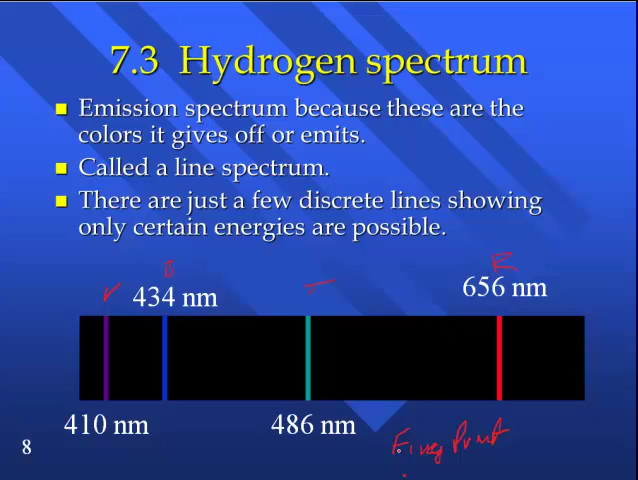 7.3 Hydrogen spectrum
Emission spectrum because these are the
colors it gives off or emits.
Called a line spectrum.
There are just a few discrete lines showing
only certain energies are possible.
V B T R
434 nm 656 nm
410 nm 486 nm
8